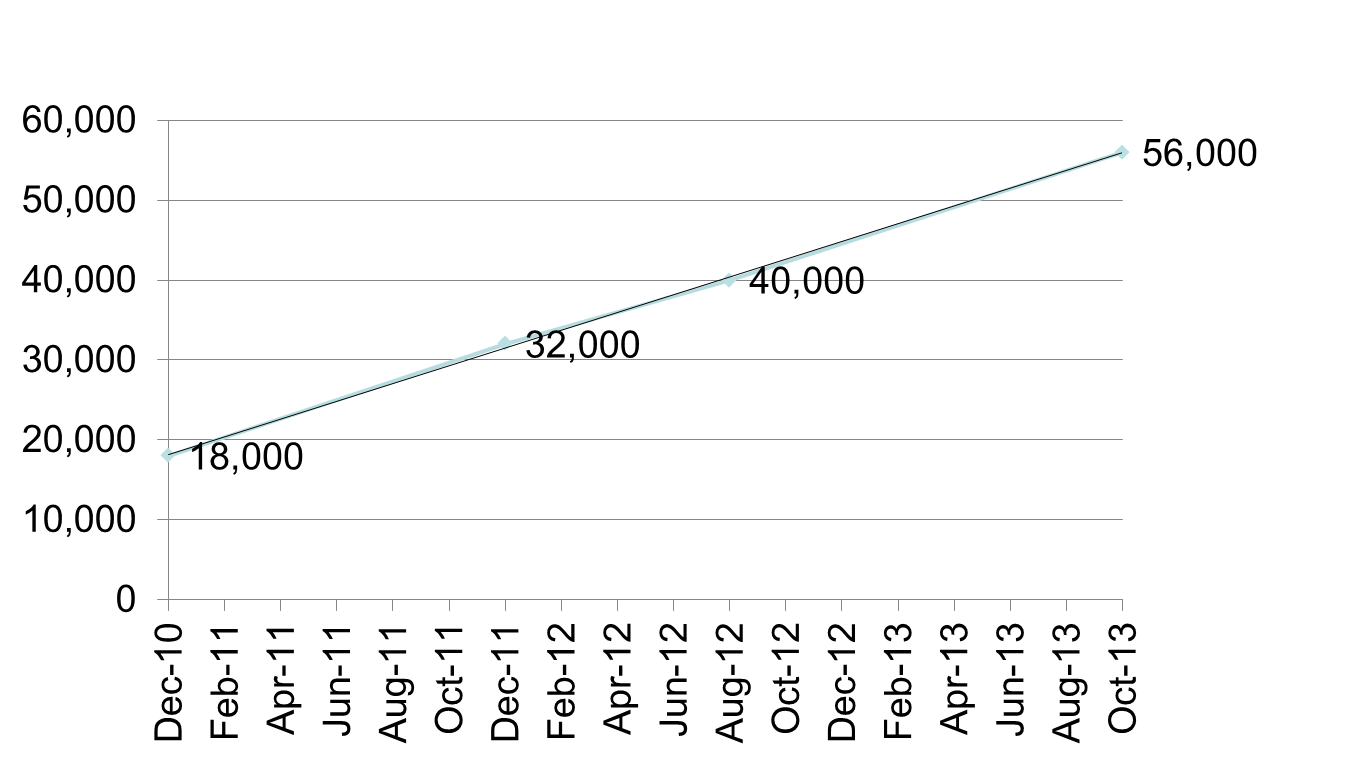 60,000
50,000
40,000
30,000
20,000
10,000
0
56,000
40,000
32,000
18,000
Dec-10
Feb-11
Apr-11
Jun-11
Aug-11
Oct-11
Dec-11
Feb-12
Apr-12
Jun-12
Aug-12
Oct-12
Dec-12
Feb-13
Apr-13
Jun-13
Aug-13
Oct-13